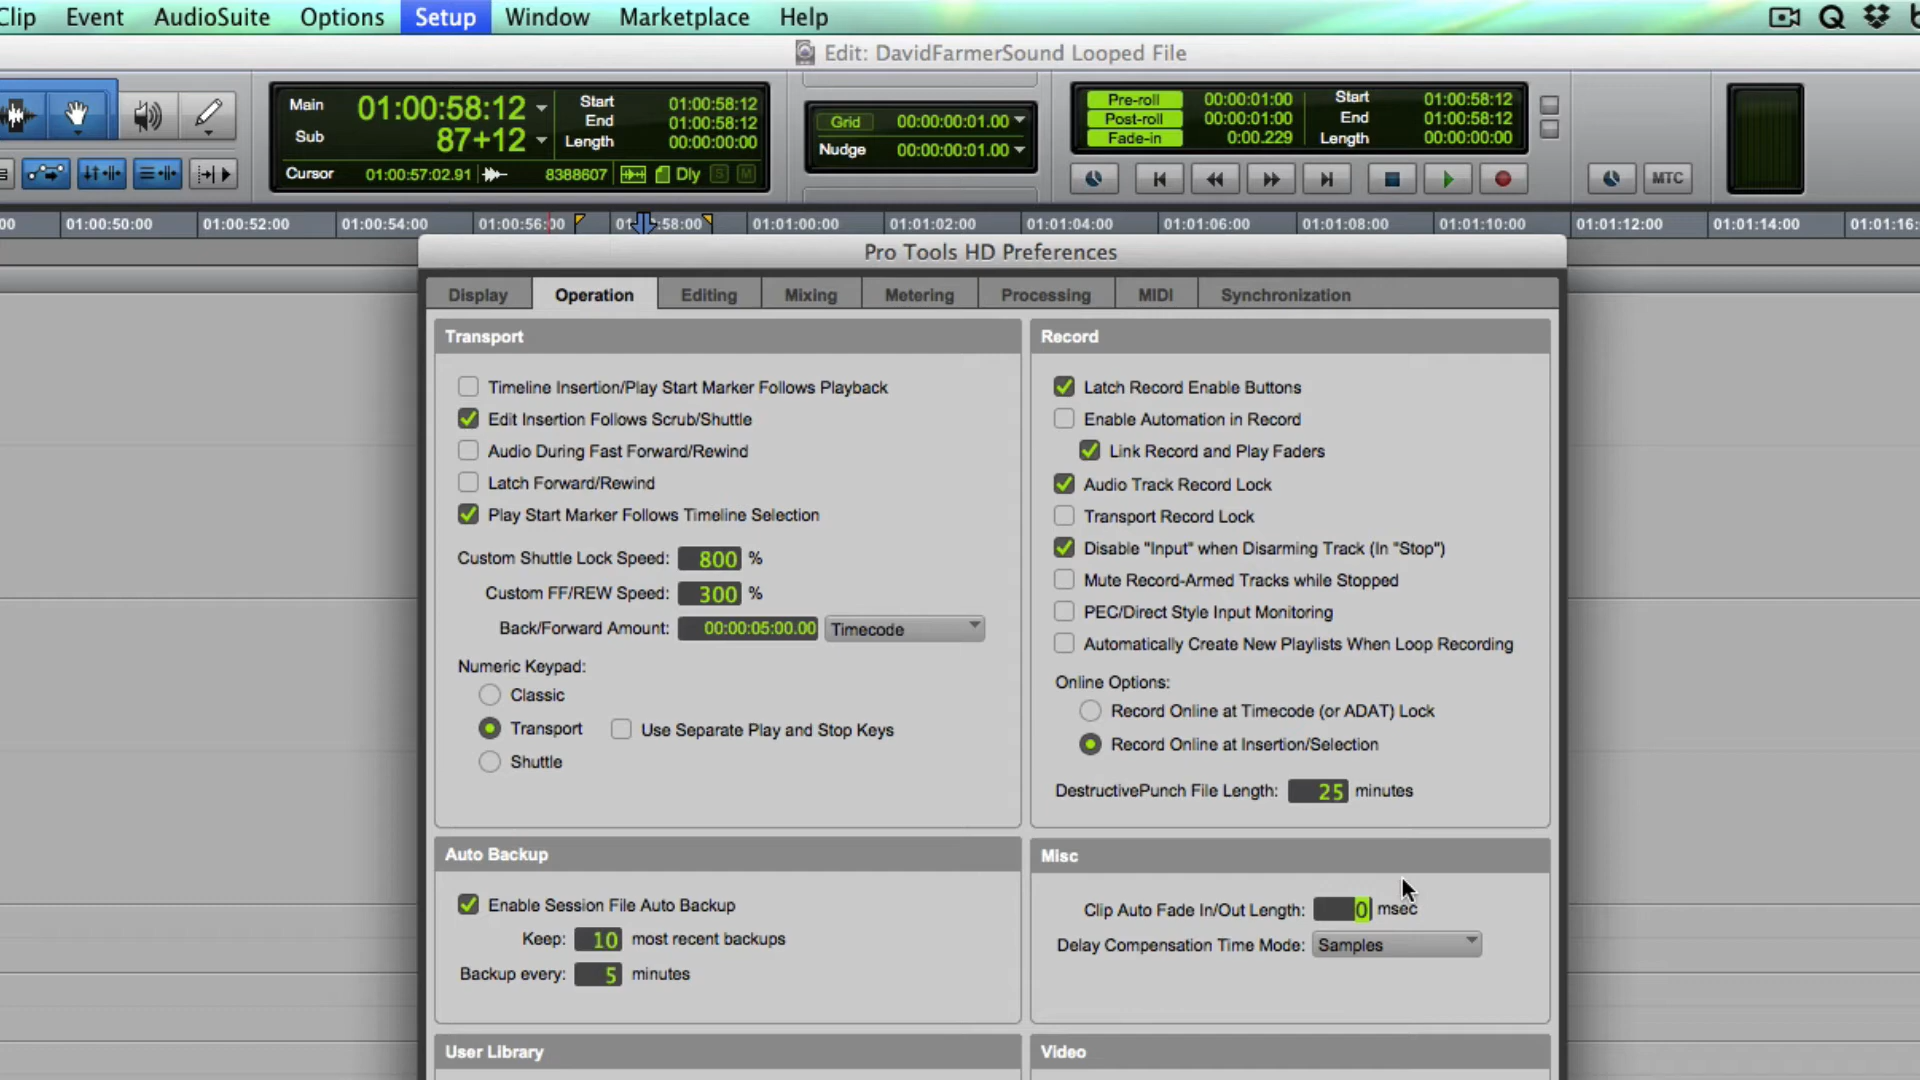 Clip Event AudioSuite Options Setup Window Marketplace Help
Edit: DavidFarmerSound Looped File
Main 01:00:58:12
Sub 87+12
Start 01:00:58:12
End 01:00:58:12
Length 00:00:00:00
Cursor 01:00:57:02.91 8388607 Dly S M
Grid 00:00:00:01.00
Nudge 00:00:00:01.00
Pre-roll 00:00:01:00
Post-roll 00:00:01:00
Fade-in 0:00.229
Start 01:00:58:12
End 01:00:58:12
Length 00:00:00:00
MTC
01:00:50:00 01:00:52:00 01:00:54:00 01:00:56:00 01:01:00:00 01:01:02:00 01:01:04:00 01:01:06:00 01:01:08:00 01:01:10:00 01:01:12:00 01:01:14:00
Pro Tools HD Preferences
Display Operation Editing Mixing Metering Processing MIDI Synchronization
Transport
Timeline Insertion/Play Start Marker Follows Playback
Edit Insertion Follows Scrub/Shuttle
Audio During Fast Forward/Rewind
Latch Forward/Rewind
Play Start Marker Follows Timeline Selection
Custom Shuttle Lock Speed: 800 %
Custom FF/REW Speed: 300 %
Back/Forward Amount: 00:00:05:00.00 Timecode
Numeric Keypad:
Classic
Transport Use Separate Play and Stop Keys
Shuttle
Record
Latch Record Enable Buttons
Enable Automation in Record
Link Record and Play Faders
Audio Track Record Lock
Transport Record Lock
Disable "Input" when Disarming Track (In "Stop")
Mute Record-Armed Tracks while Stopped
PEC/Direct Style Input Monitoring
Automatically Create New Playlists When Loop Recording
Online Options:
Record Online at Timecode (or ADAT) Lock
Record Online at Insertion/Selection
DestructivePunch File Length: 25 minutes
Auto Backup
Enable Session File Auto Backup
Keep: 10 most recent backups
Backup every: 5 minutes
Misc
Clip Auto Fade In/Out Length: 0 msec
Delay Compensation Time Mode: Samples
User Library
Video